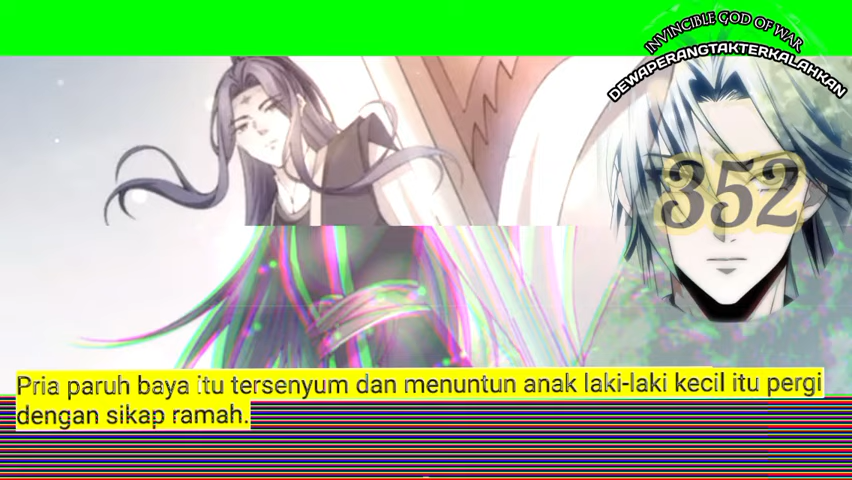 INVINCIBLE GOD OF WAR
DEWAPERANGTAKTERKALAHKAN
352
Pria paruh baya itu tersenyum dan menuntun anak laki-laki kecil itu pergi
dengan sikap ramah.